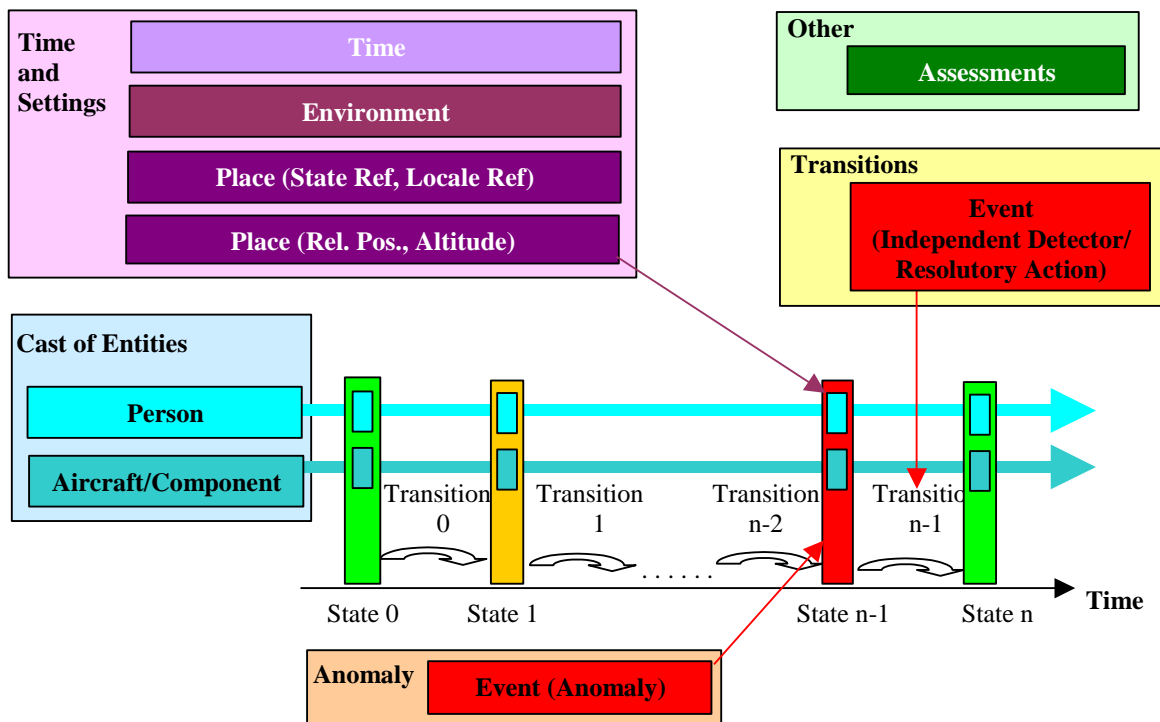 Time
and
Settings
Time
Environment
Place (State Ref, Locale Ref)
Place (Rel. Pos., Altitude)
Other
Assessments
Transitions
Event
(Independent Detector/
Resolutory Action)
Cast of Entities
Person
Aircraft/Component
Transition
0
Transition
1
Transition
n-2
Transition
n-1
. . . . . .
Time
State 0
State 1
State n-1
State n
Anomaly
Event (Anomaly)